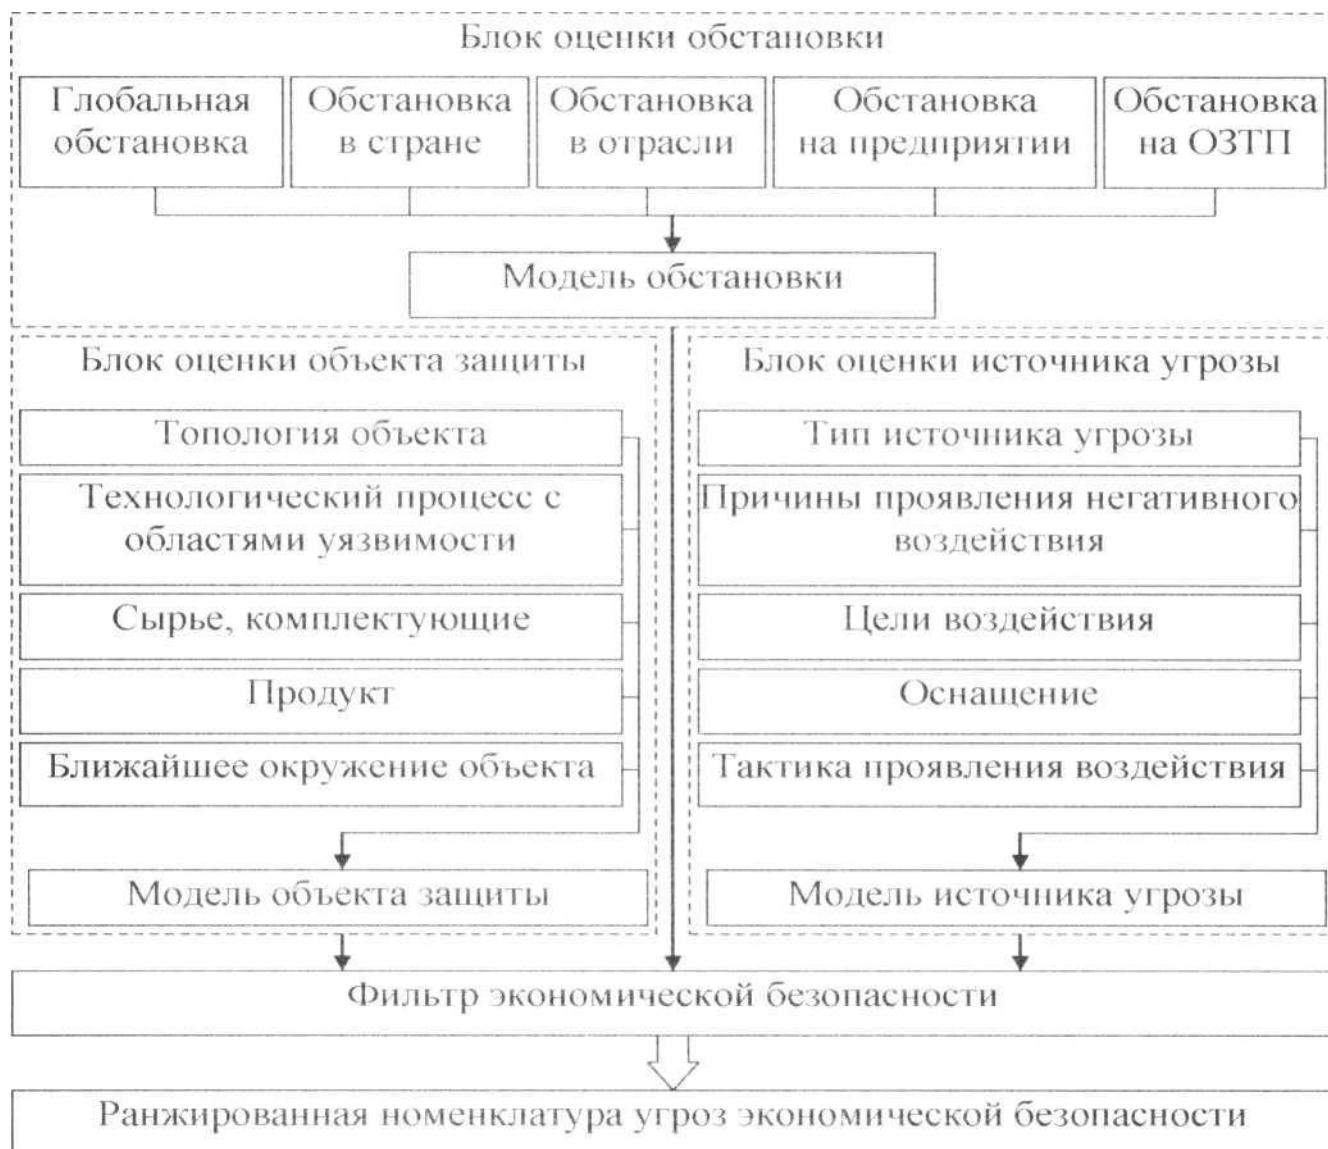 Блок оценки обстановки
Глобальная
обстановка
Обстановка
в стране
Обстановка
в отрасли
Обстановка
на предприятии
Обстановка
на ОЗТП
Модель обстановки
Блок оценки объекта защиты
Топология объекта
Технологический процесс с
областями уязвимости
Сырье, комплектующие
Продукт
Ближайшее окружение объекта
Модель объекта защиты
Блок оценки источника угрозы
Тип источника угрозы
Причины проявления негативного
воздействия
Цели воздействия
Оснащение
Тактика проявления воздействия
Модель источника угрозы
Фильтр экономической безопасности
Ранжированная номенклатура угроз экономической безопасности